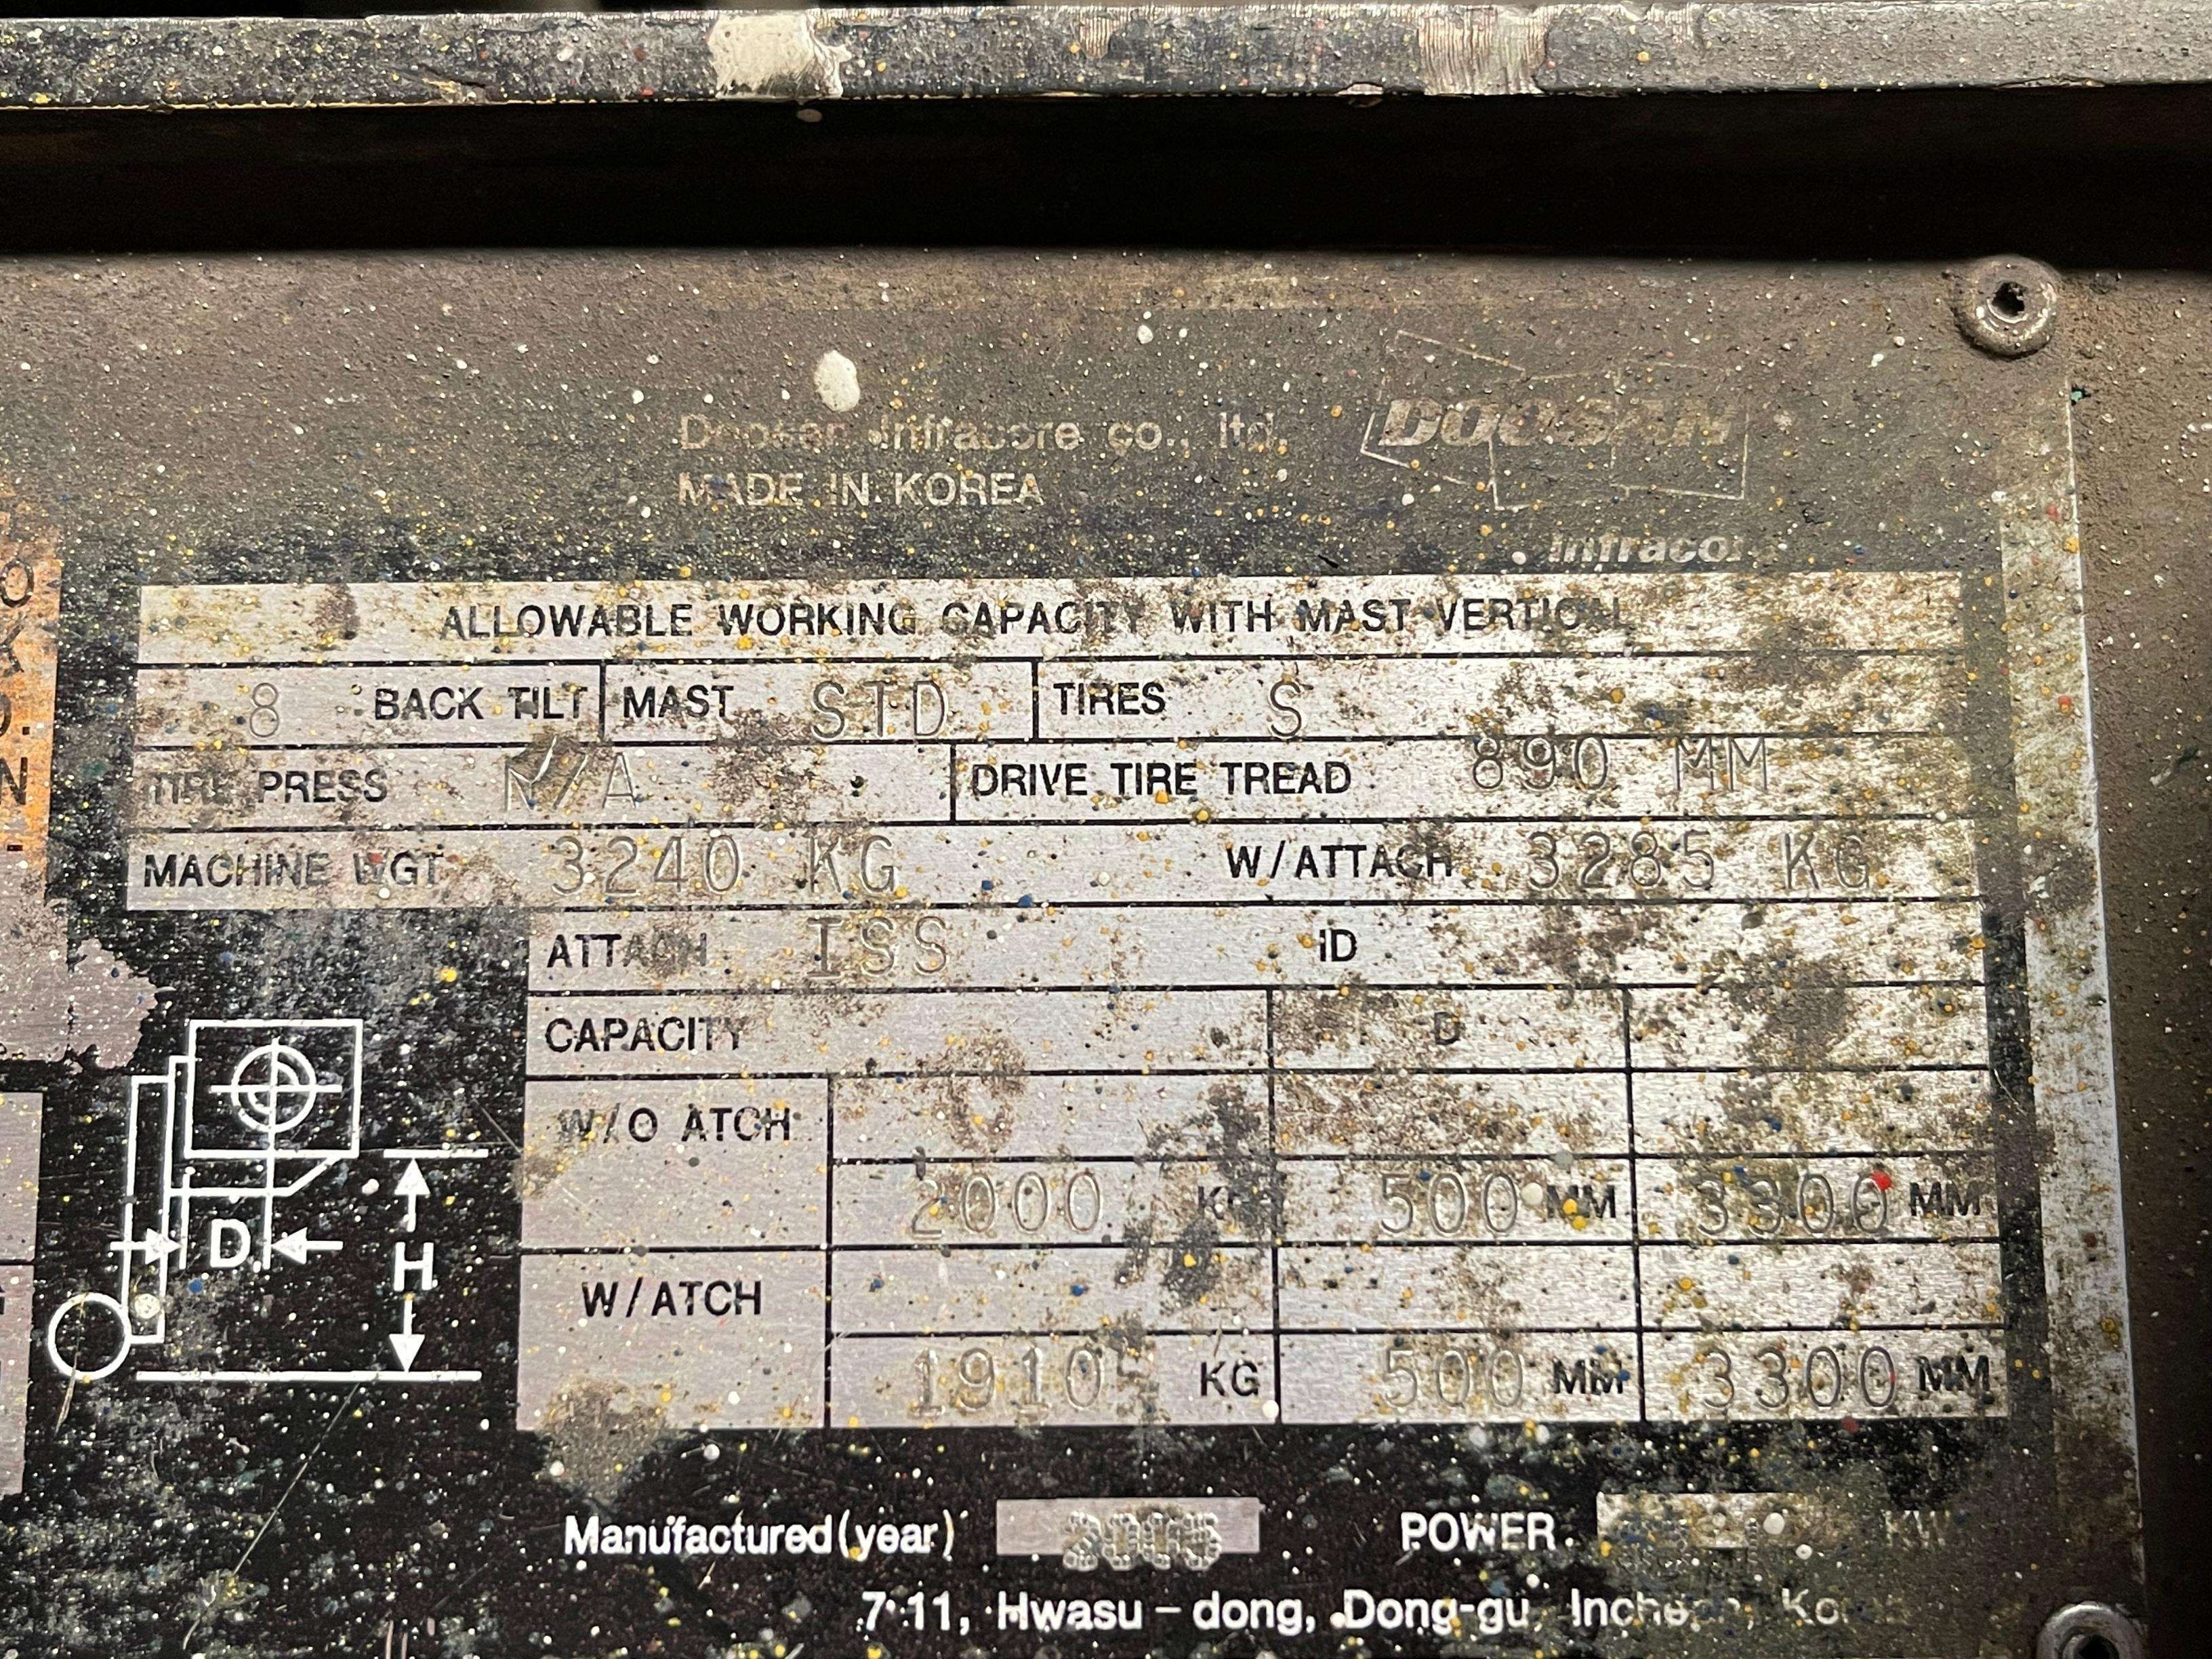 Doosan Infracore co., ltd.
MADE IN KOREA
DOOSAN
Infracor
ALLOWABLE WORKING CAPACITY WITH MAST VERTICAL
8 BACK TILT MAST STD TIRES S
TIRE PRESS N/A DRIVE TIRE TREAD 890 MM
MACHINE WGT 3240 KG W/ATTACH 3285 KG
ATTACH ISS ID
CAPACITY D
W/O ATCH
2000 KG 500 MM 3300 MM
W/ATCH
1910 KG 500 MM 3300 MM
D
H
Manufactured (year) POWER KW
7-11, Hwasu-dong, Dong-gu, Incheon, Ko